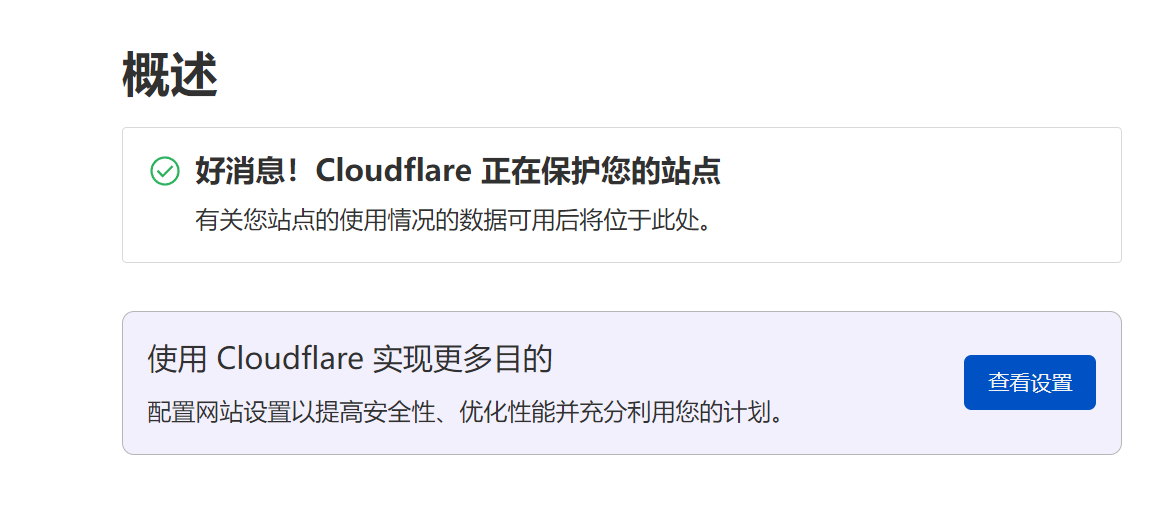 概述
好消息！Cloudflare 正在保护您的站点
有关您站点的使用情况的数据可用后将位于此处。
使用 Cloudflare 实现更多目的
配置网站设置以提高安全性、优化性能并充分利用您的计划。
查看设置